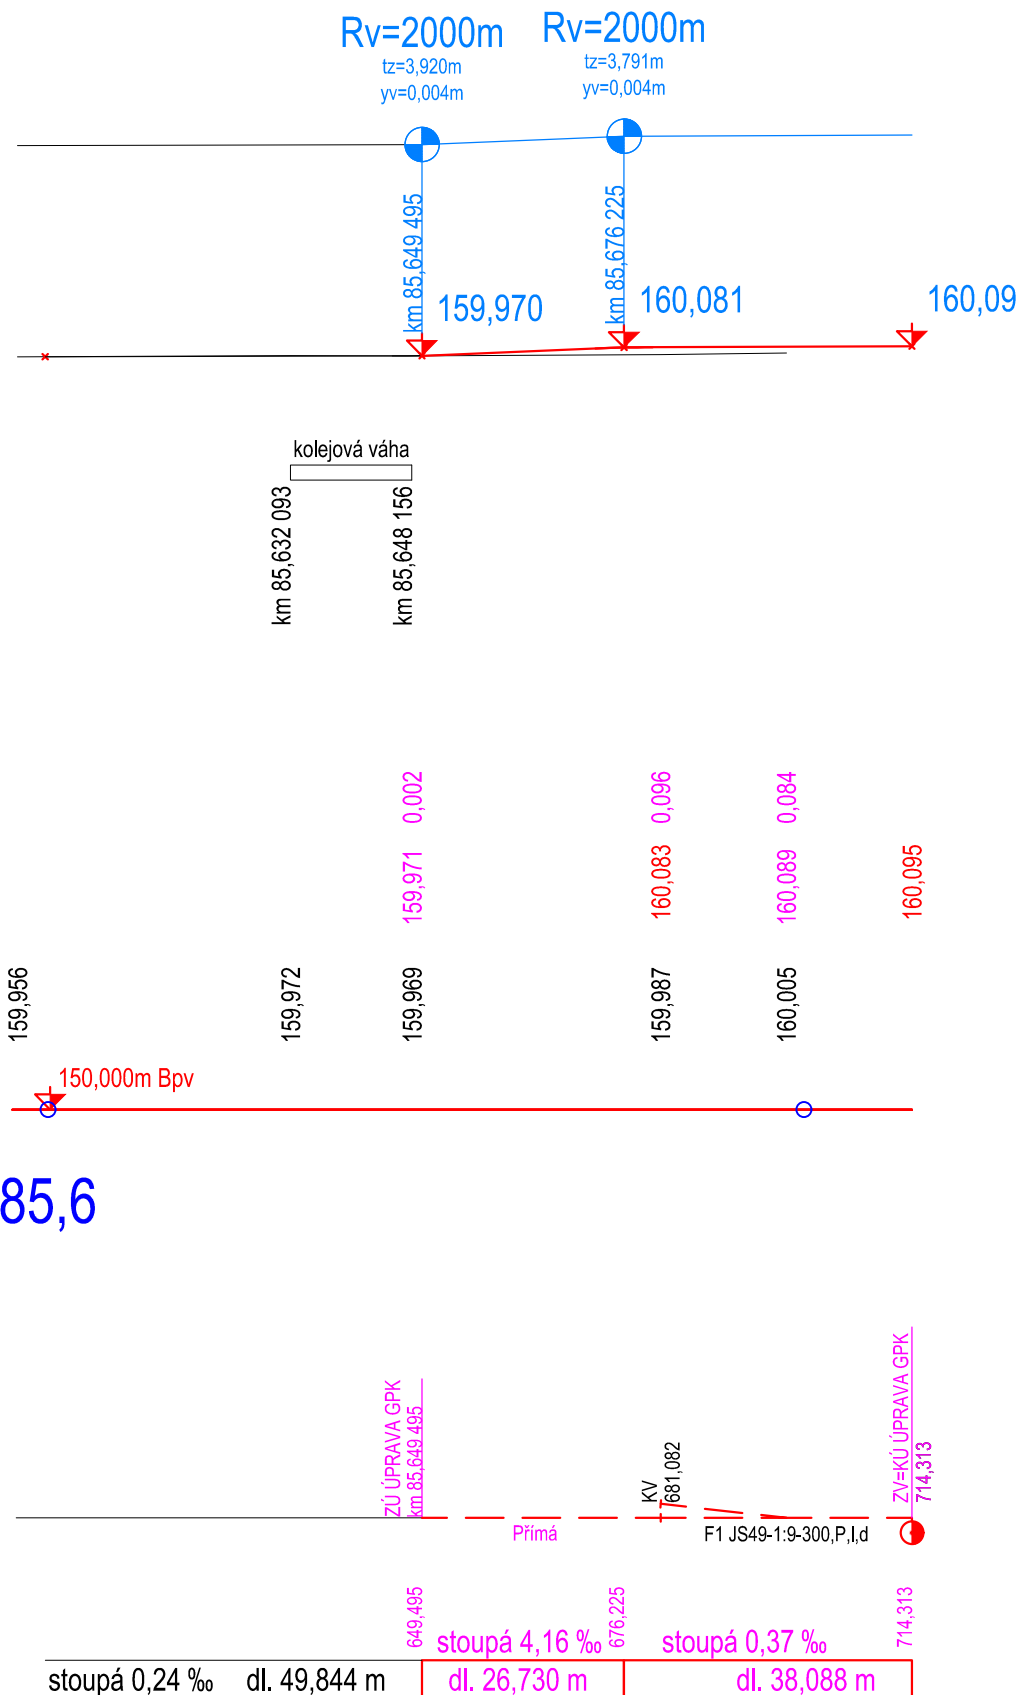 Rv=2000m
tz=3,920m
yv=0,004m
Rv=2000m
tz=3,791m
yv=0,004m
km 85,649 495
159,970
km 85,676 225
160,081
160,09
kolejová váha
km 85,632 093
km 85,648 156
0,002
0,096
0,084
159,971
160,083
160,089
160,095
159,956
159,972
159,969
159,987
160,005
150,000m Bpv
85,6
ZÚ ÚPRAVA GPK
km 85,649 495
KV
681,082
ZV=KÚ ÚPRAVA GPK
714,313
Přímá
F1 JS49-1:9-300,P,l,d
649,495
676,225
714,313
stoupá 4,16 ‰
stoupá 0,37 ‰
stoupá 0,24 ‰
dl. 49,844 m
dl. 26,730 m
dl. 38,088 m